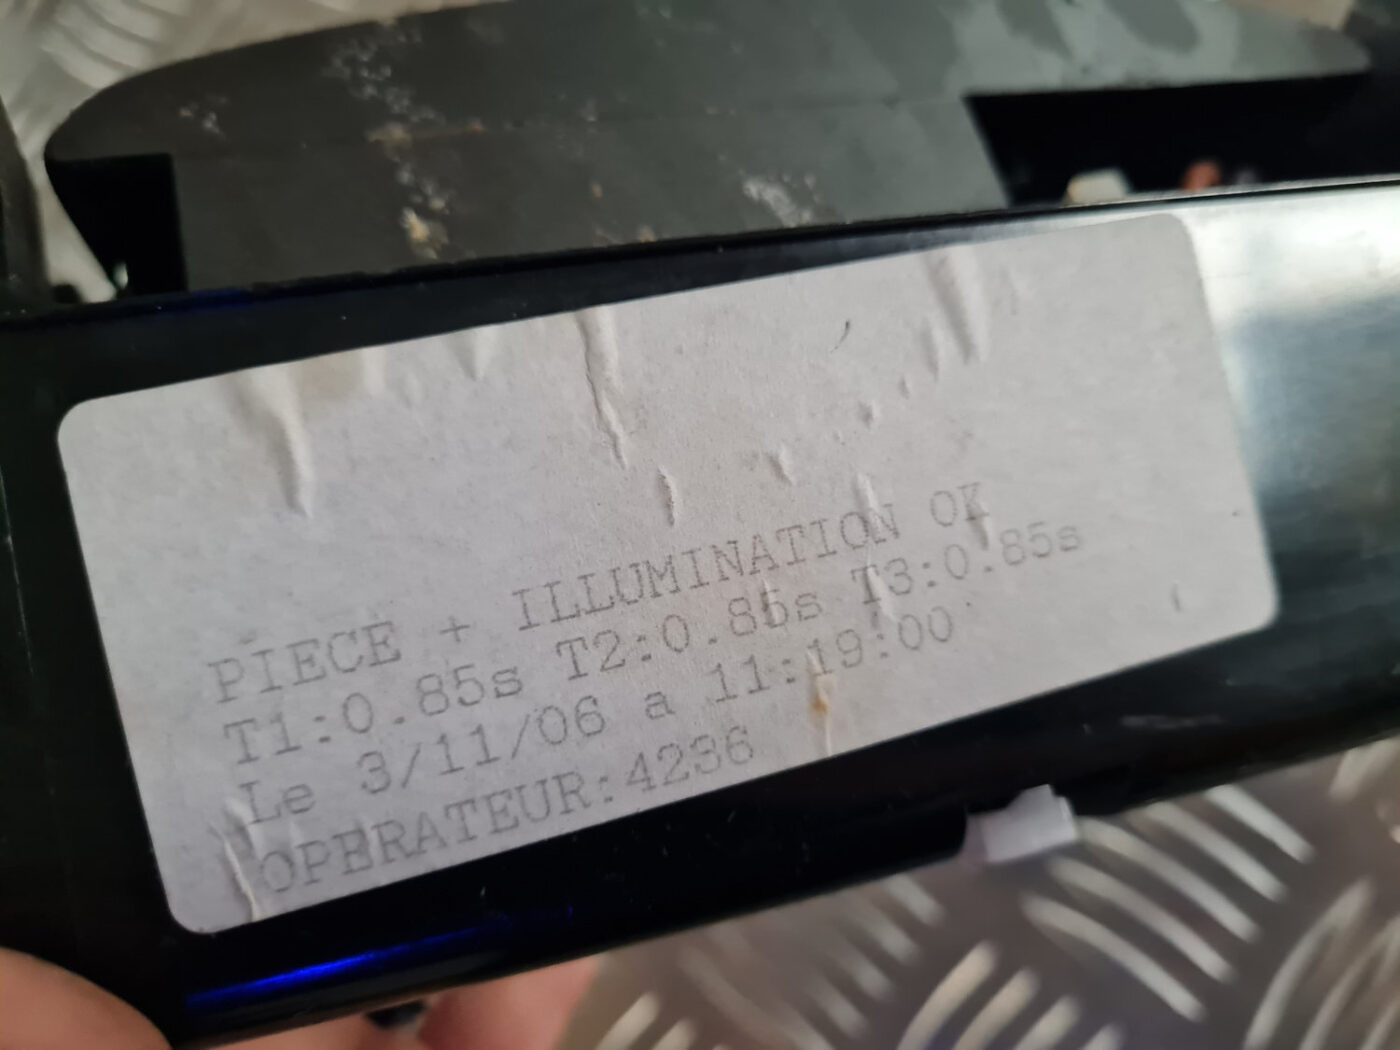 PIECE + ILLUMINATION OK
T1:0.85s T2:0.85s T3:0.85s
Le 3/11/06 a 11:19:00
OPERATEUR:4236